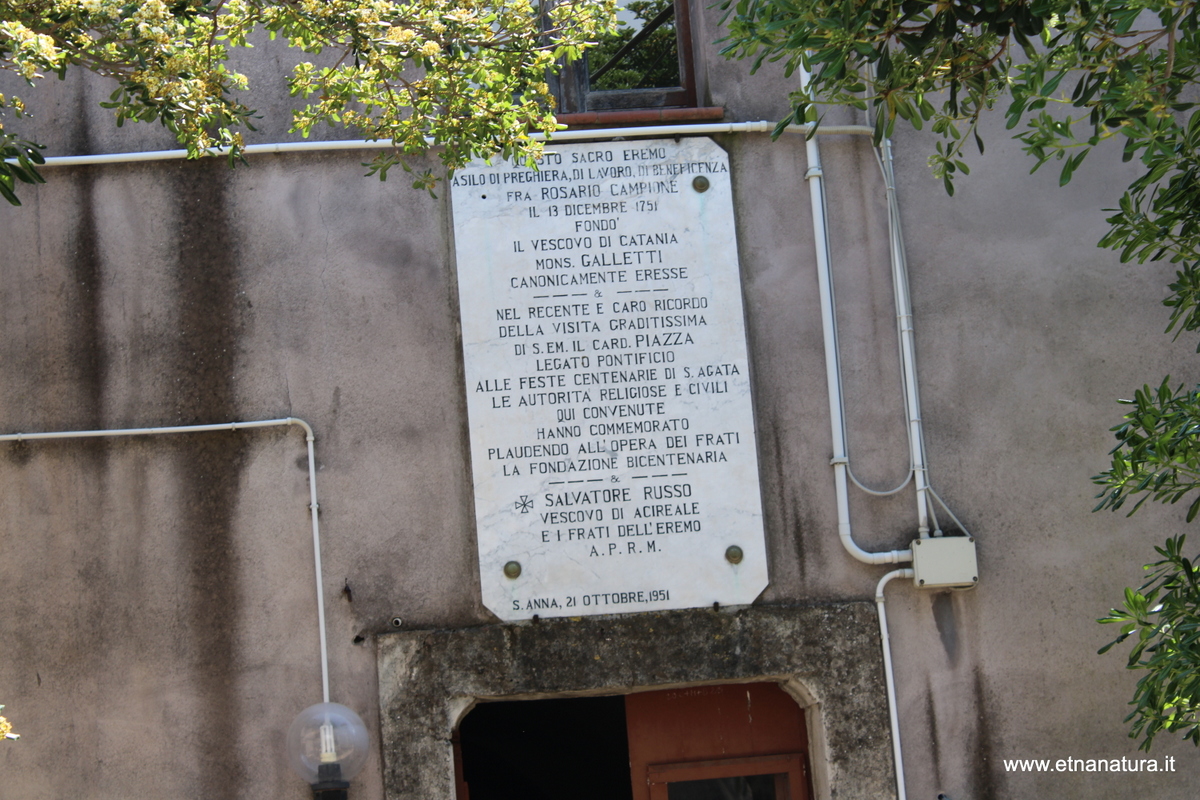 STO SACRO EREMO
ASILO DI PREGHIERA, DI LAVORO, DI BENEFICENZA
FRA ROSARIO CAMPIONE
IL 13 DICEMBRE 1751
FONDO'
IL VESCOVO DI CATANIA
MONS. GALLETTI
CANONICAMENTE ERESSE
&
NEL RECENTE E CARO RICORDO
DELLA VISITA GRADITISSIMA
DI S. EM. IL CARD. PIAZZA
LEGATO PONTIFICIO
ALLE FESTE CENTENARIE DI S. AGATA
LE AUTORITÀ RELIGIOSE E CIVILI
QUI CONVENUTE
HANNO COMMEMORATO
PLAUDENDO ALL'OPERA DEI FRATI
LA FONDAZIONE BICENTENARIA
&
SALVATORE RUSSO
VESCOVO DI ACIREALE
E I FRATI DELL'EREMO
A. P. R. M.
S. ANNA, 21 OTTOBRE, 1951
www.etnanatura.it